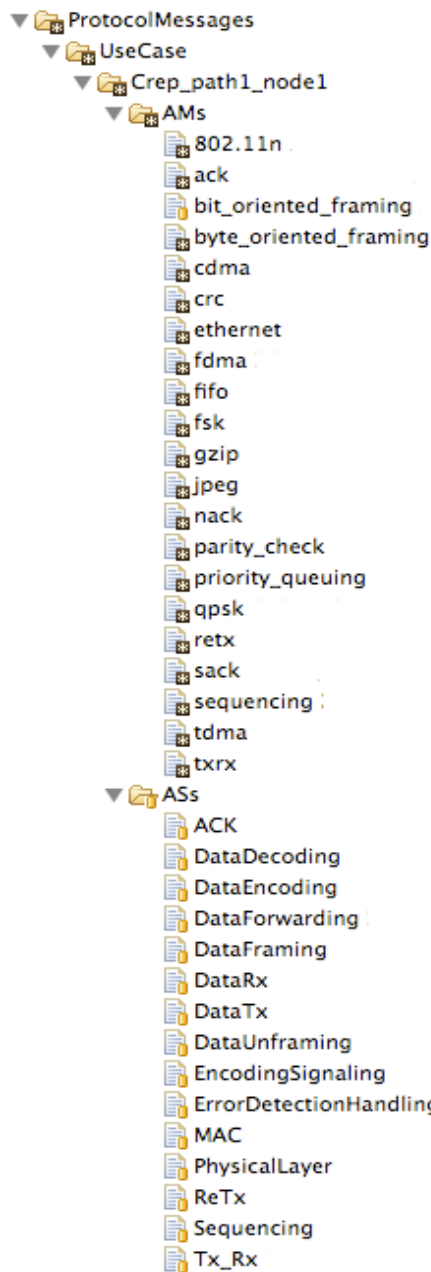 ProtocolMessages
UseCase
Crep_path1_node1
AMs
802.11n
ack
bit_oriented_framing
byte_oriented_framing
cdma
crc
ethernet
fdma
fifo
fsk
gzip
jpeg
nack
parity_check
priority_queuing
qpsk
retx
sack
sequencing
tdma
txrx
ASs
ACK
DataDecoding
DataEncoding
DataForwarding
DataFraming
DataRx
DataTx
DataUnframing
EncodingSignaling
ErrorDetectionHandling
MAC
PhysicalLayer
ReTx
Sequencing
Tx_Rx